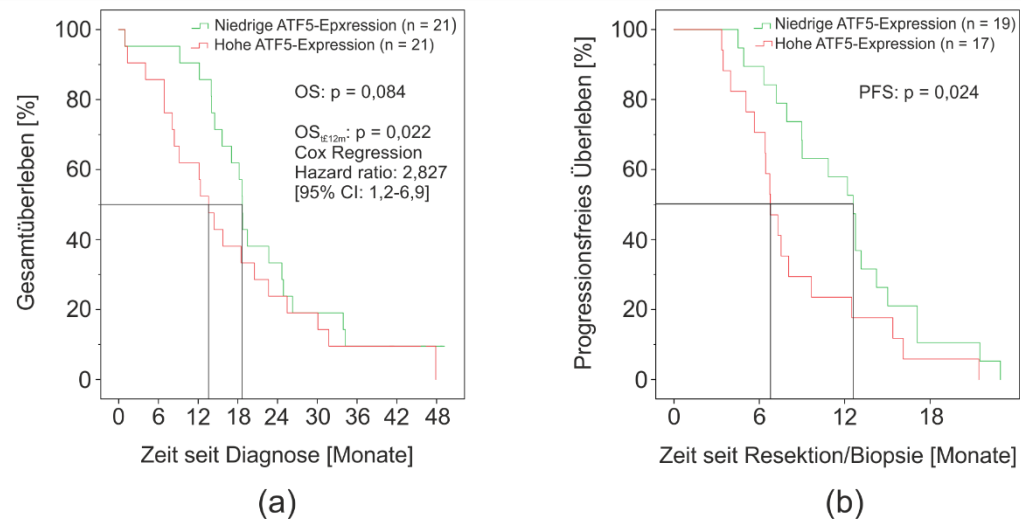 Niedrige ATF5-Epxression (n = 21)
Hohe ATF5-Expression (n = 21)
OS: p = 0,084
OSt£12m: p = 0,022
Cox Regression
Hazard ratio: 2,827
[95% CI: 1,2-6,9]
Gesamtüberleben [%]
100
80
60
40
20
0
0 6 12 18 24 30 36 42 48
Zeit seit Diagnose [Monate]
(a)
Niedrige ATF5-Expression (n = 19)
Hohe ATF5-Expression (n = 17)
PFS: p = 0,024
Progressionsfreies Überleben [%]
100
80
60
40
20
0
0 6 12 18
Zeit seit Resektion/Biopsie [Monate]
(b)